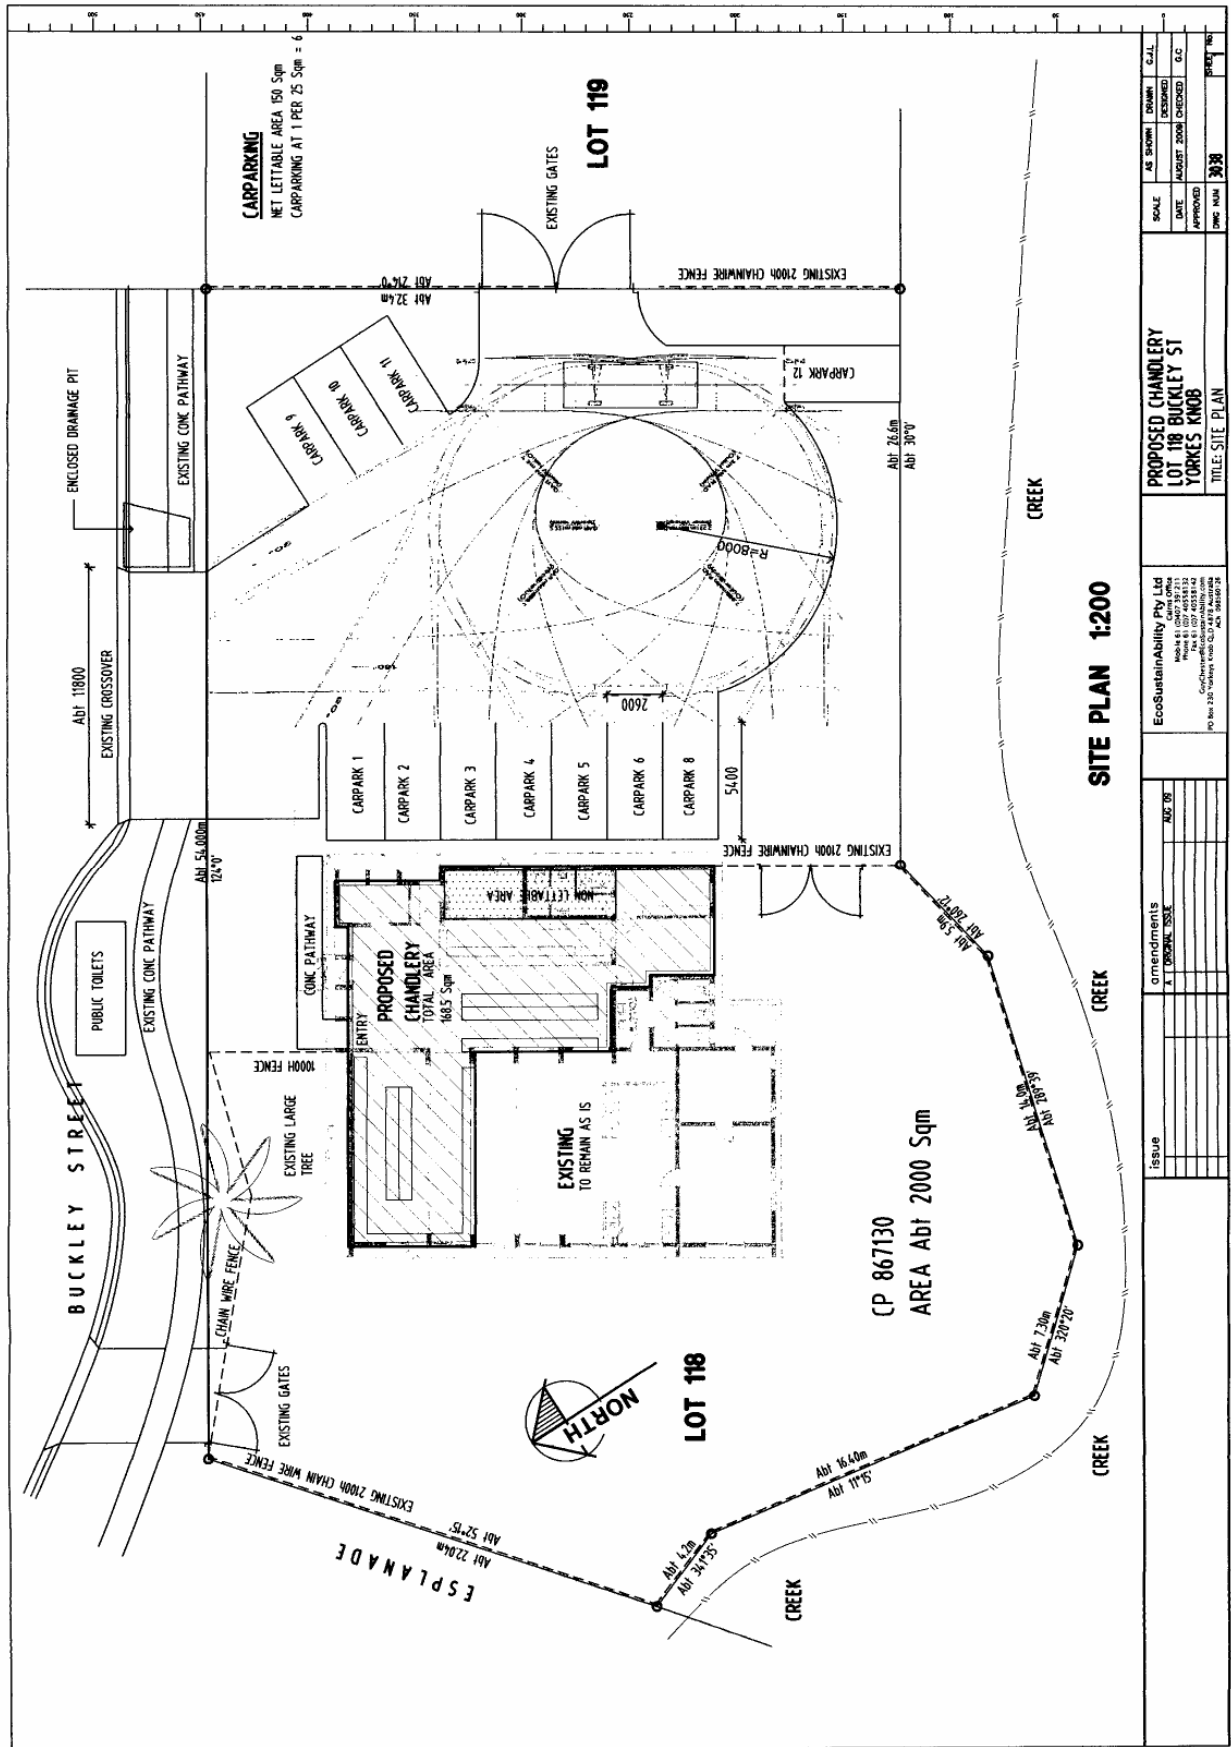 BUCKLEY STREET
PUBLIC TOILETS
EXISTING CONC PATHWAY
Abt 11800
EXISTING CROSSOVER
ENCLOSED DRAINAGE PIT
EXISTING CONC PATHWAY
CARPARKING
NET LETTABLE AREA 150 Sqm
CARPARKING AT 1 PER 25 Sqm = 6
LOT 119
EXISTING GATES
EXISTING 2100h CHAINWIRE FENCE
Abt 214°0
Abt 32.4m
Abt 54.000m
124°0'
CARPARK 9
CARPARK 10
CARPARK 11
CARPARK 12
CARPARK 1
CARPARK 2
CARPARK 3
CARPARK 4
CARPARK 5
CARPARK 6
CARPARK 8
2600
5400
R=8000
Abt 26.6m
Abt 30°0'
EXISTING 2100h CHAINWIRE FENCE
CONC PATHWAY
ENTRY
PROPOSED
CHANDLERY
TOTAL AREA
168.5 Sqm
NON LETTABLE AREA
1000H FENCE
EXISTING LARGE
TREE
EXISTING
TO REMAIN AS IS
CHAIN WIRE FENCE
EXISTING GATES
EXISTING 2100h CHAIN WIRE FENCE
Abt 52°15'
Abt 22.04m
ESPLANADE
NORTH
LOT 118
CP 867130
AREA Abt 2000 Sqm
Abt 5.9m
Abt 260°12'
Abt 14.0m
Abt 289°39'
Abt 7.30m
Abt 320°20'
Abt 16.40m
Abt 11°15'
Abt 4.2m
Abt 341°35'
CREEK
CREEK
CREEK
CREEK
SITE PLAN 1:200
issue
amendments
A
ORIGINAL ISSUE
AUG 09
EcoSustainAbility Pty Ltd
Cairns Office
PROPOSED CHANDLERY
LOT 118 BUCKLEY ST
YORKES KNOB
TITLE: SITE PLAN
SCALE
AS SHOWN
DRAWN
G.J.L
DESIGNED
DATE
AUGUST 2009
CHECKED
G.C
APPROVED
DWG NUM
3038
SHEET No.
1